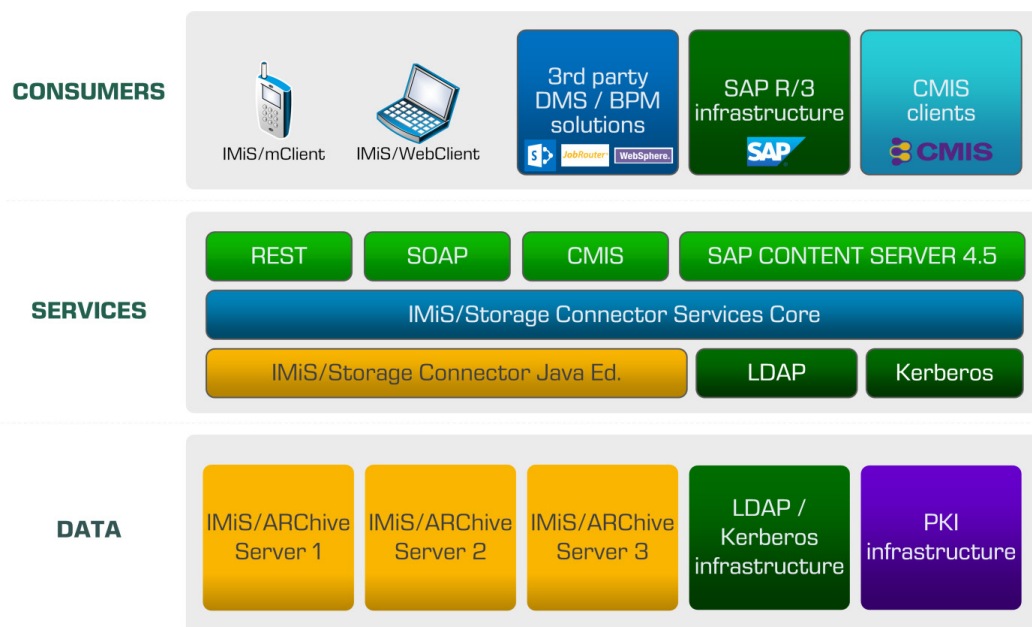 CONSUMERS
IMiS/mClient
IMiS/WebClient
3rd party
DMS / BPM
solutions
S
JobRouter
WebSphere.
SAP R/3
infrastructure
SAP
CMIS
clients
CMIS
SERVICES
REST
SOAP
CMIS
SAP CONTENT SERVER 4.5
IMiS/Storage Connector Services Core
IMiS/Storage Connector Java Ed.
LDAP
Kerberos
DATA
IMiS/ARChive
Server 1
IMiS/ARChive
Server 2
IMiS/ARChive
Server 3
LDAP /
Kerberos
infrastructure
PKI
infrastructure